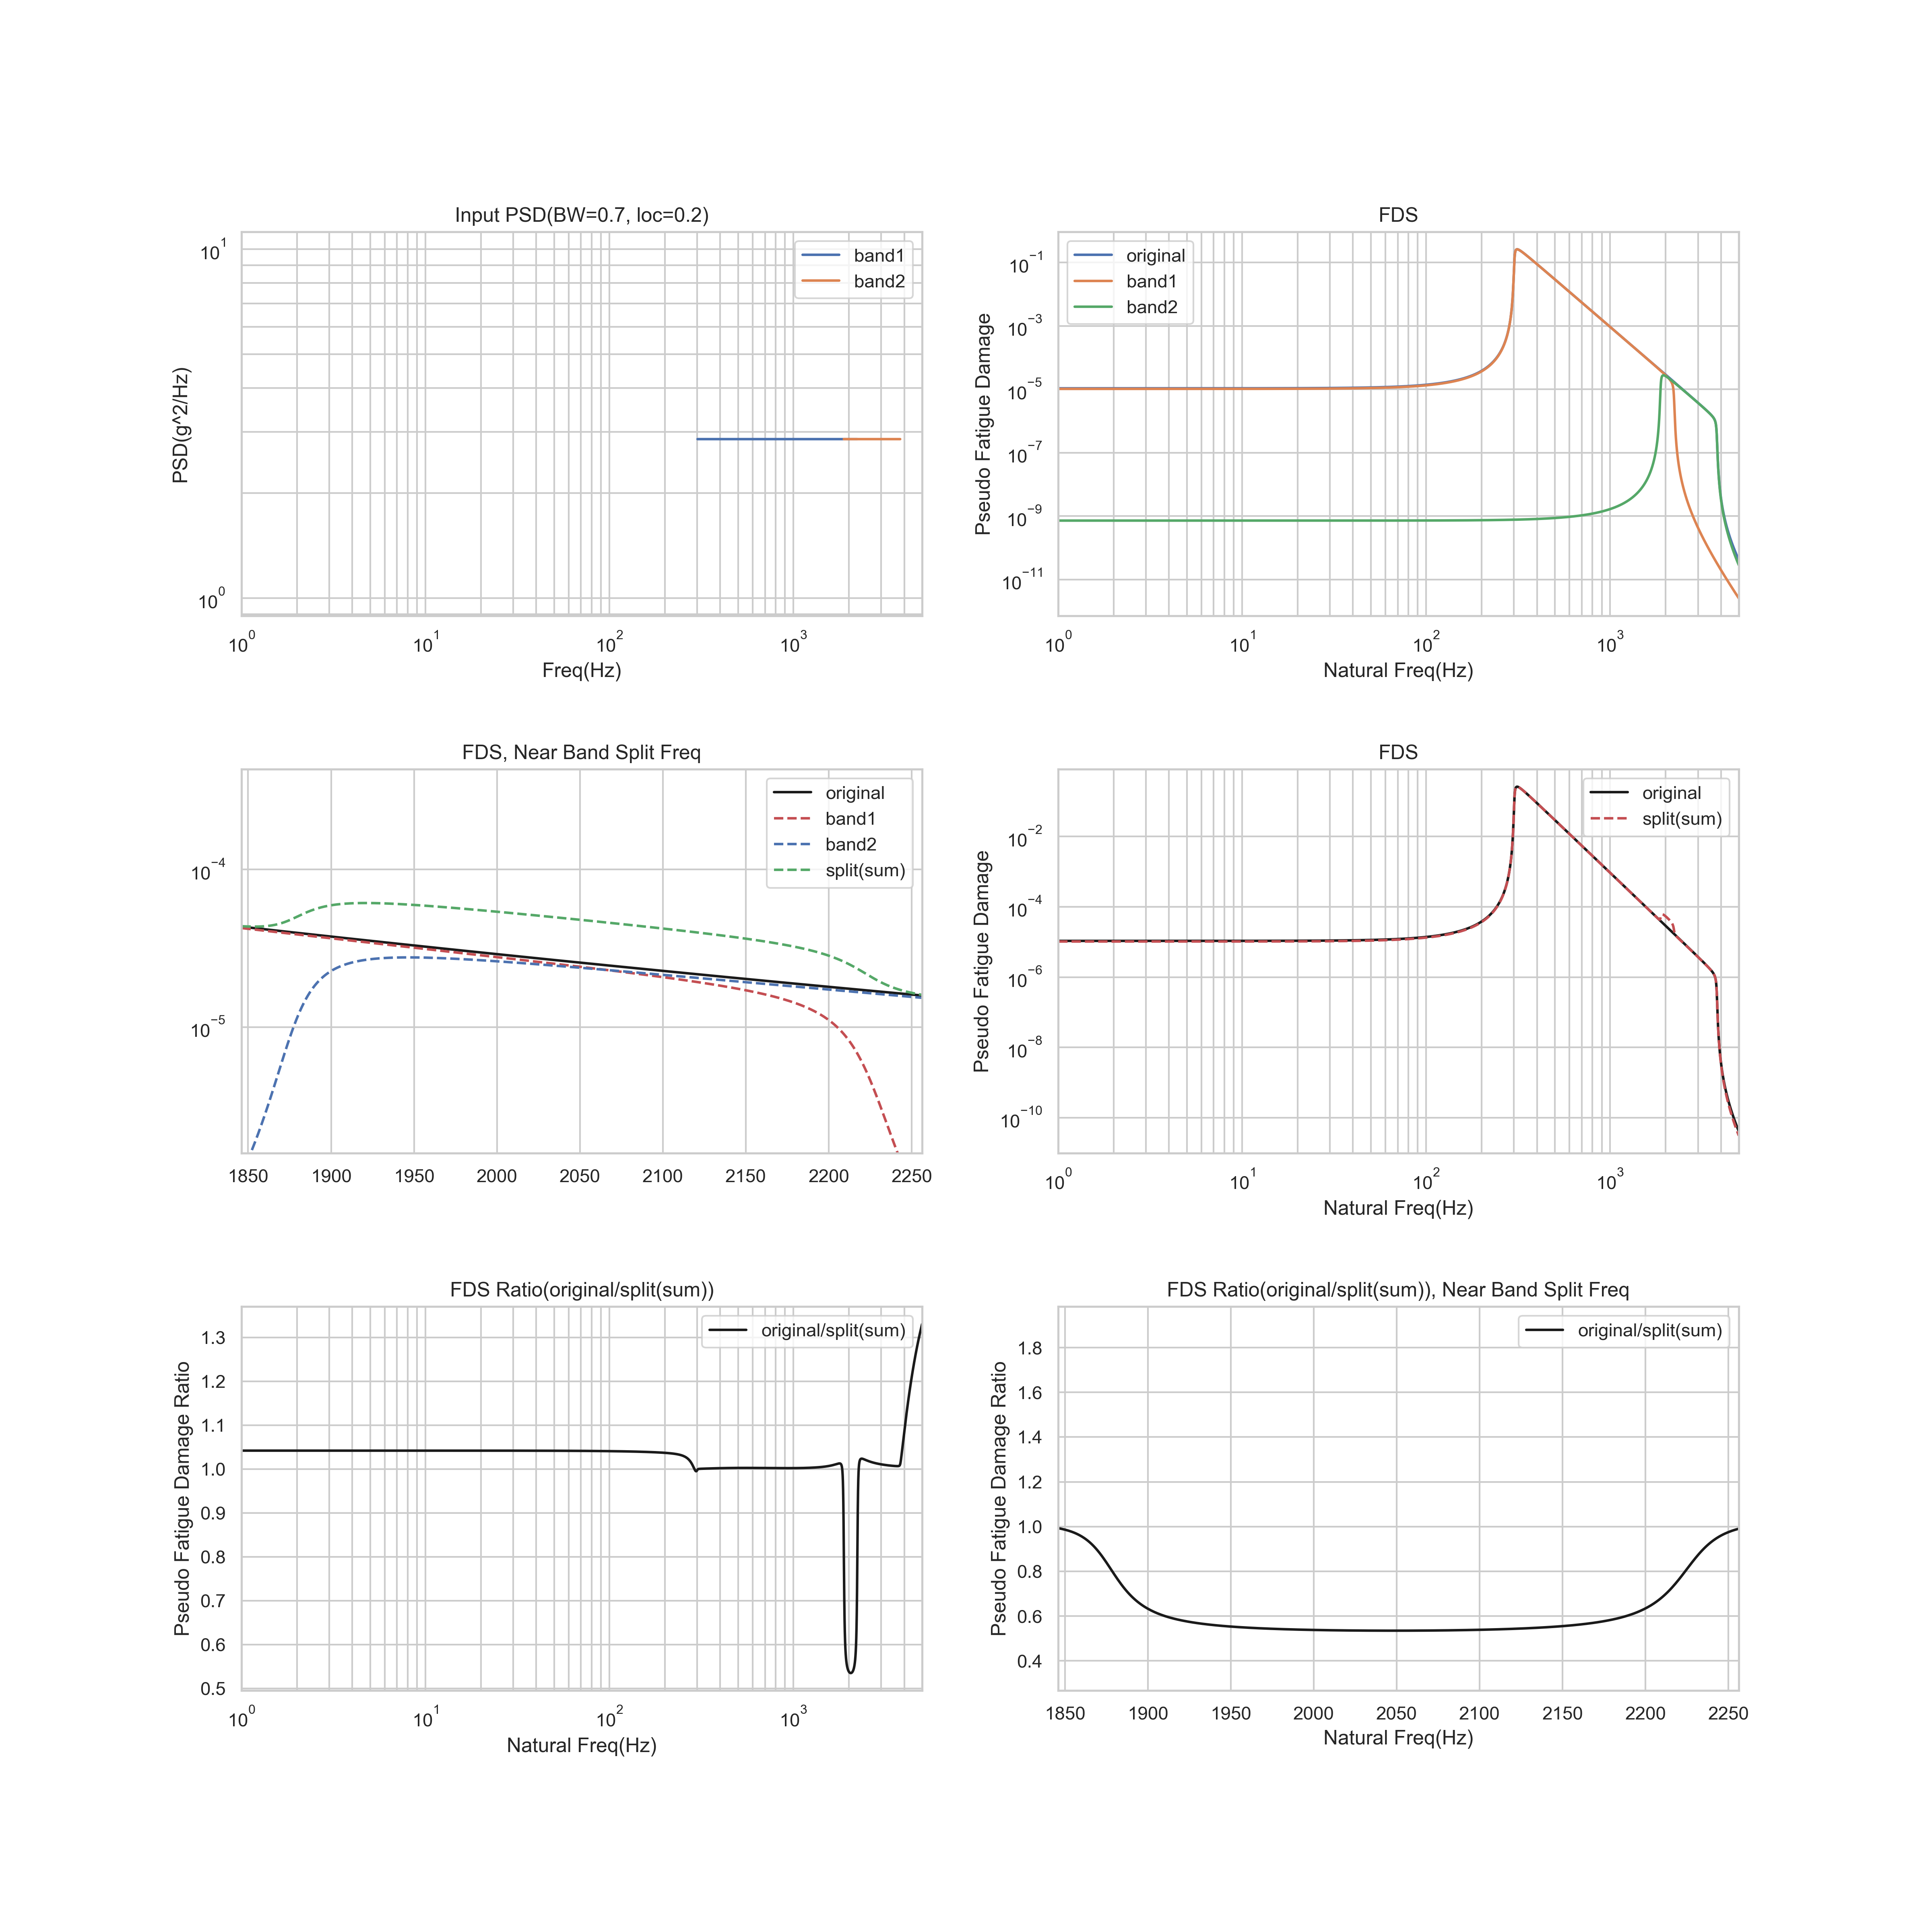 Input PSD(BW=0.7, loc=0.2)
PSD(g^2/Hz)
10^1
10^0
band1
band2
10^0 10^1 10^2 10^3
Freq(Hz)
FDS
Pseudo Fatigue Damage
10^−1
10^−3
10^−5
10^−7
10^−9
10^−11
original
band1
band2
10^0 10^1 10^2 10^3
Natural Freq(Hz)
FDS, Near Band Split Freq
10^−4
10^−5
original
band1
band2
split(sum)
1850 1900 1950 2000 2050 2100 2150 2200 2250
FDS
Pseudo Fatigue Damage
10^−2
10^−4
10^−6
10^−8
10^−10
original
split(sum)
10^0 10^1 10^2 10^3
Natural Freq(Hz)
FDS Ratio(original/split(sum))
Pseudo Fatigue Damage Ratio
1.3
1.2
1.1
1.0
0.9
0.8
0.7
0.6
0.5
original/split(sum)
10^0 10^1 10^2 10^3
Natural Freq(Hz)
FDS Ratio(original/split(sum)), Near Band Split Freq
Pseudo Fatigue Damage Ratio
1.8
1.6
1.4
1.2
1.0
0.8
0.6
0.4
original/split(sum)
1850 1900 1950 2000 2050 2100 2150 2200 2250
Natural Freq(Hz)